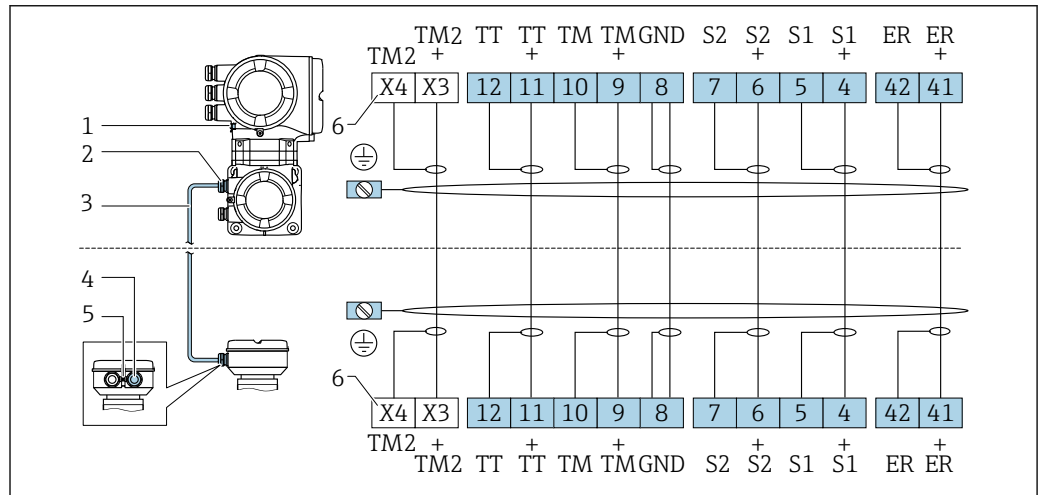 TM2 TT TT TM TM GND S2 S2 S1 S1 ER ER
TM2 + + + + + +
X4 X3 12 11 10 9 8 7 6 5 4 42 41
6
1
2
3
4
5
6
X4 X3 12 11 10 9 8 7 6 5 4 42 41
TM2 + + + + + +
TM2 TT TT TM TM GND S2 S2 S1 S1 ER ER